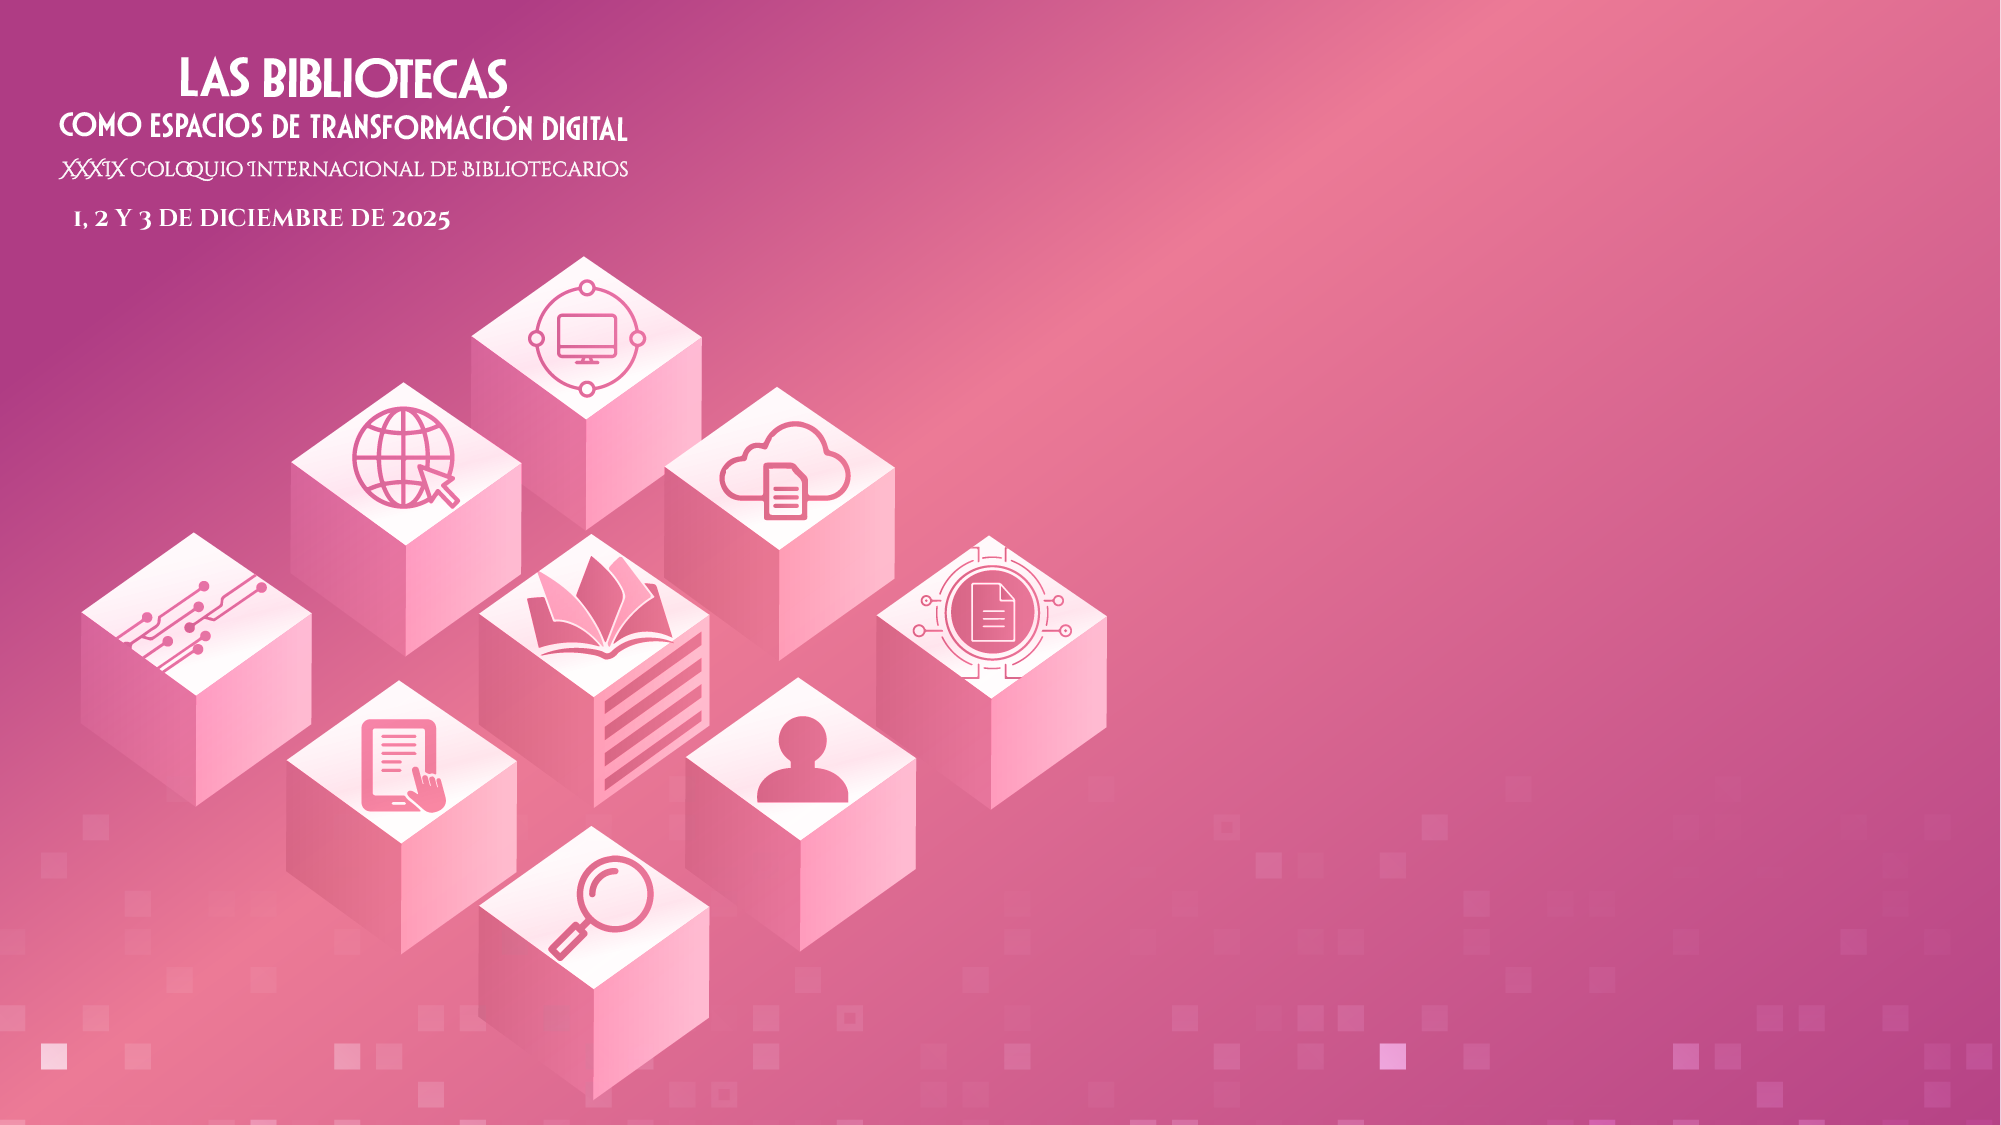 LAS BIBLIOTECAS
COMO ESPACIOS DE TRANSFORMACIÓN DIGITAL
XXXIX COLOQUIO INTERNACIONAL DE BIBLIOTECARIOS
1, 2 Y 3 DE DICIEMBRE DE 2025